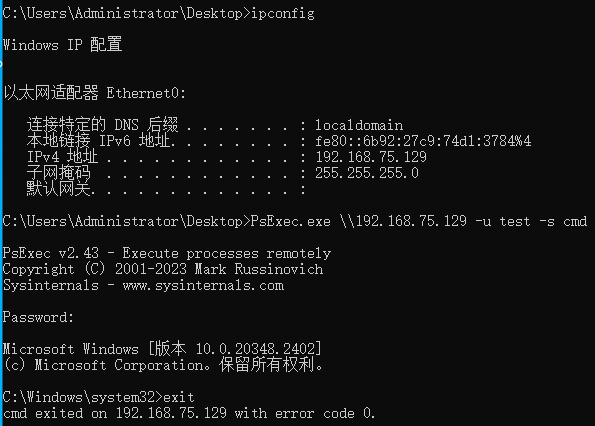 C:\Users\Administrator\Desktop>ipconfig
Windows IP 配置
以太网适配器 Ethernet0:
连接特定的 DNS 后缀 . . . . . . . : localdomain
本地链接 IPv6 地址. . . . . . . . : fe80::6b92:27c9:74d1:3784%4
IPv4 地址 . . . . . . . . . . . . : 192.168.75.129
子网掩码  . . . . . . . . . . . . : 255.255.255.0
默认网关. . . . . . . . . . . . . :
C:\Users\Administrator\Desktop>PsExec.exe \\192.168.75.129 -u test -s cmd
PsExec v2.43 - Execute processes remotely
Copyright (C) 2001-2023 Mark Russinovich
Sysinternals - www.sysinternals.com
Password:
Microsoft Windows [版本 10.0.20348.2402]
(c) Microsoft Corporation。保留所有权利。
C:\Windows\system32>exit
cmd exited on 192.168.75.129 with error code 0.